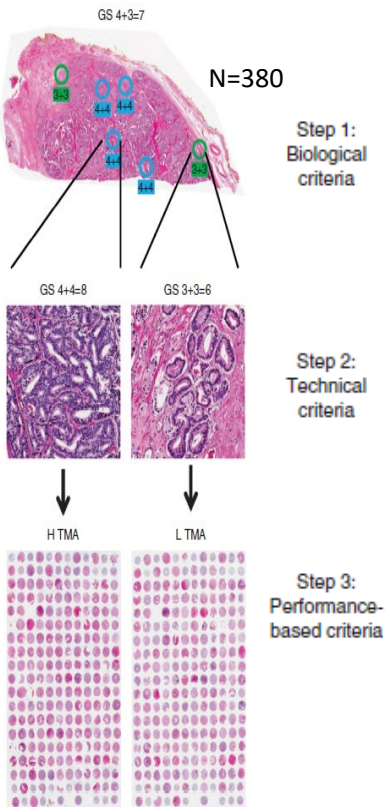 GS 4+3=7
N=380
3+3
4+4
4+4
4+4
4+4
3+3
Step 1:
Biological
criteria
GS 4+4=8
GS 3+3=6
Step 2:
Technical
criteria
H TMA
L TMA
Step 3:
Performance-
based criteria